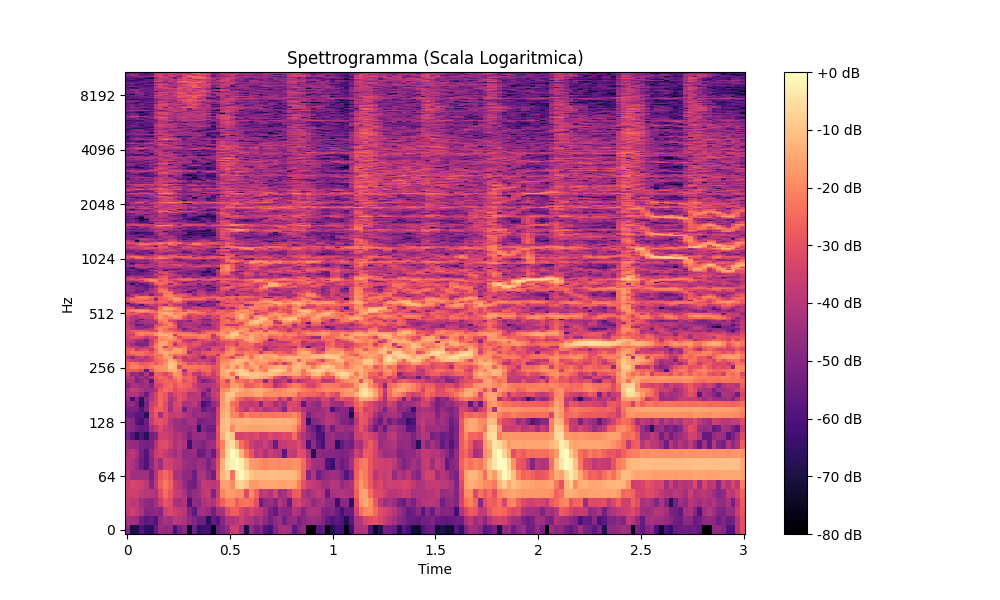 Spettrogramma (Scala Logaritmica)
Hz
8192
4096
2048
1024
512
256
128
64
0
0
0.5
1
1.5
2
2.5
3
Time
+0 dB
-10 dB
-20 dB
-30 dB
-40 dB
-50 dB
-60 dB
-70 dB
-80 dB